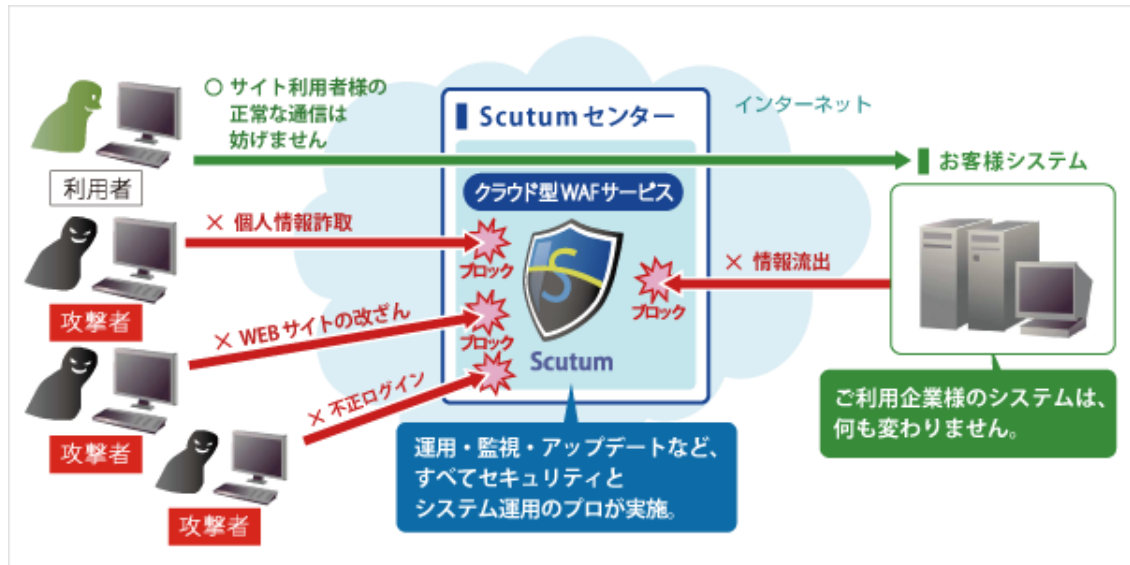 ○ サイト利用者様の
正常な通信は
妨げません
利用者
Scutumセンター
インターネット
お客様システム
クラウド型WAFサービス
× 個人情報詐取
ブロック
攻撃者
× 情報流出
ブロック
× WEBサイトの改ざん
ブロック
攻撃者
S
Scutum
× 不正ログイン
攻撃者
ご利用企業様のシステムは、
何も変わりません。
運用・監視・アップデートなど、
すべてセキュリティと
システム運用のプロが実施。